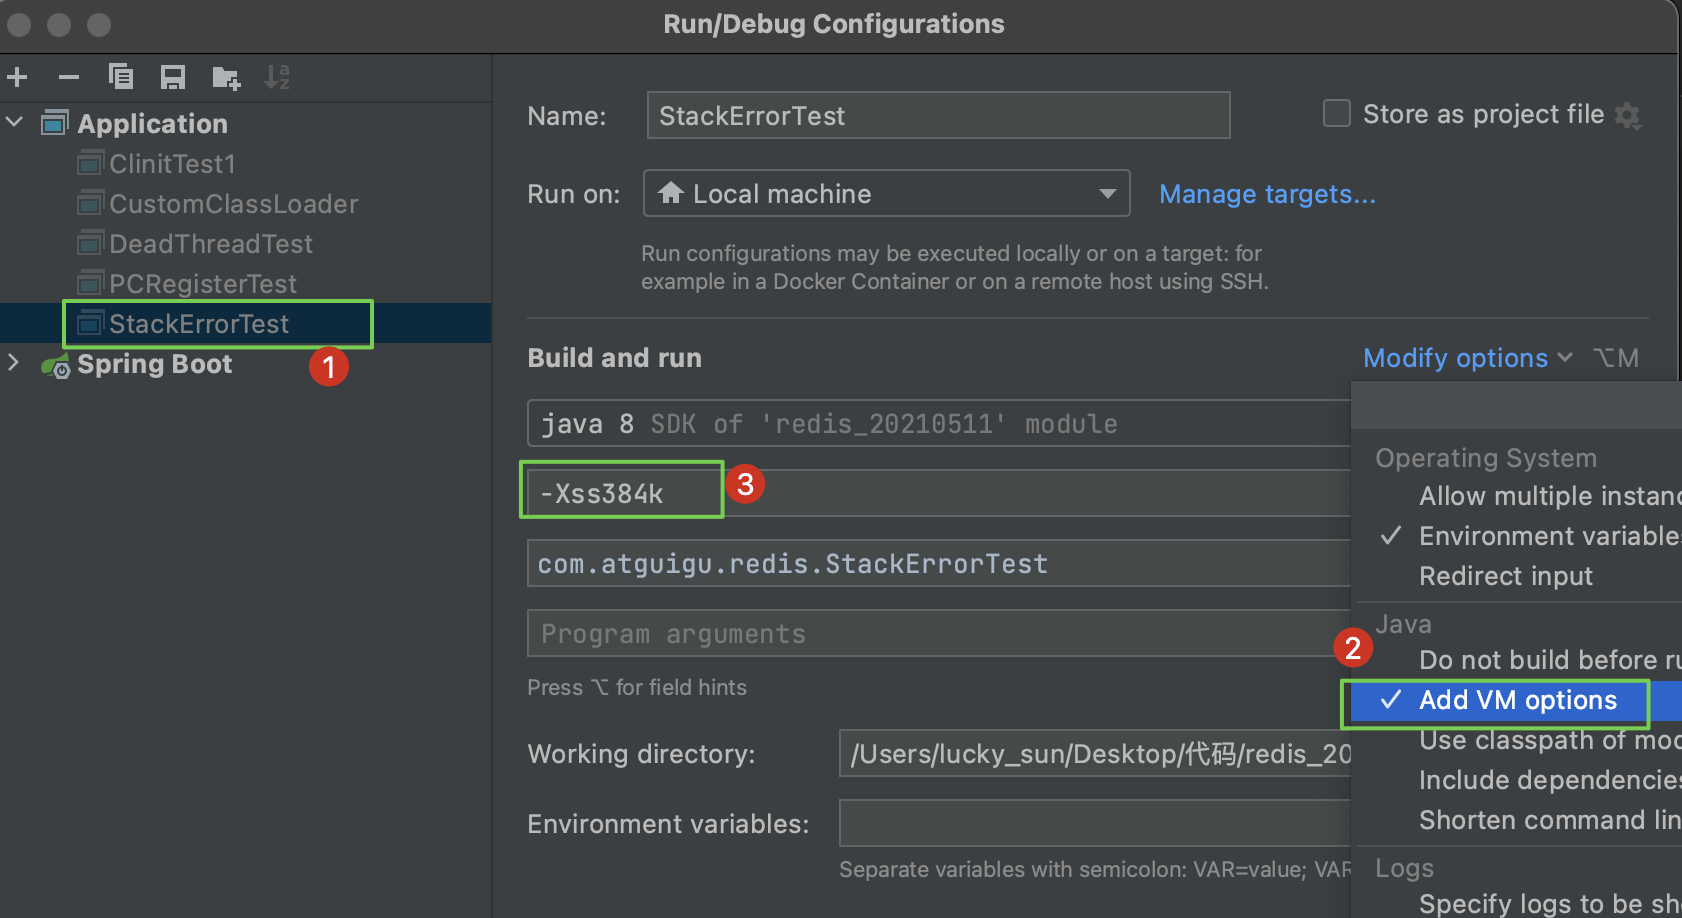 Run/Debug Configurations
Application
ClinitTest1
CustomClassLoader
DeadThreadTest
PCRegisterTest
StackErrorTest
1
Spring Boot
Name:
StackErrorTest
Store as project file
Run on:
Local machine
Manage targets...
Run configurations may be executed locally or on a target: for
example in a Docker Container or on a remote host using SSH.
Build and run
Modify options ⌥M
java 8 SDK of 'redis_20210511' module
-Xss384k
3
com.atguigu.redis.StackErrorTest
Program arguments
Press ⌥ for field hints
Working directory:
/Users/lucky_sun/Desktop/代码/redis_20
Environment variables:
Separate variables with semicolon: VAR=value; VAR
Operating System
Allow multiple instanc
Environment variables
Redirect input
Java
2
Do not build before ru
Add VM options
Use classpath of mod
Include dependencies
Shorten command lin
Logs
Specify logs to be sho